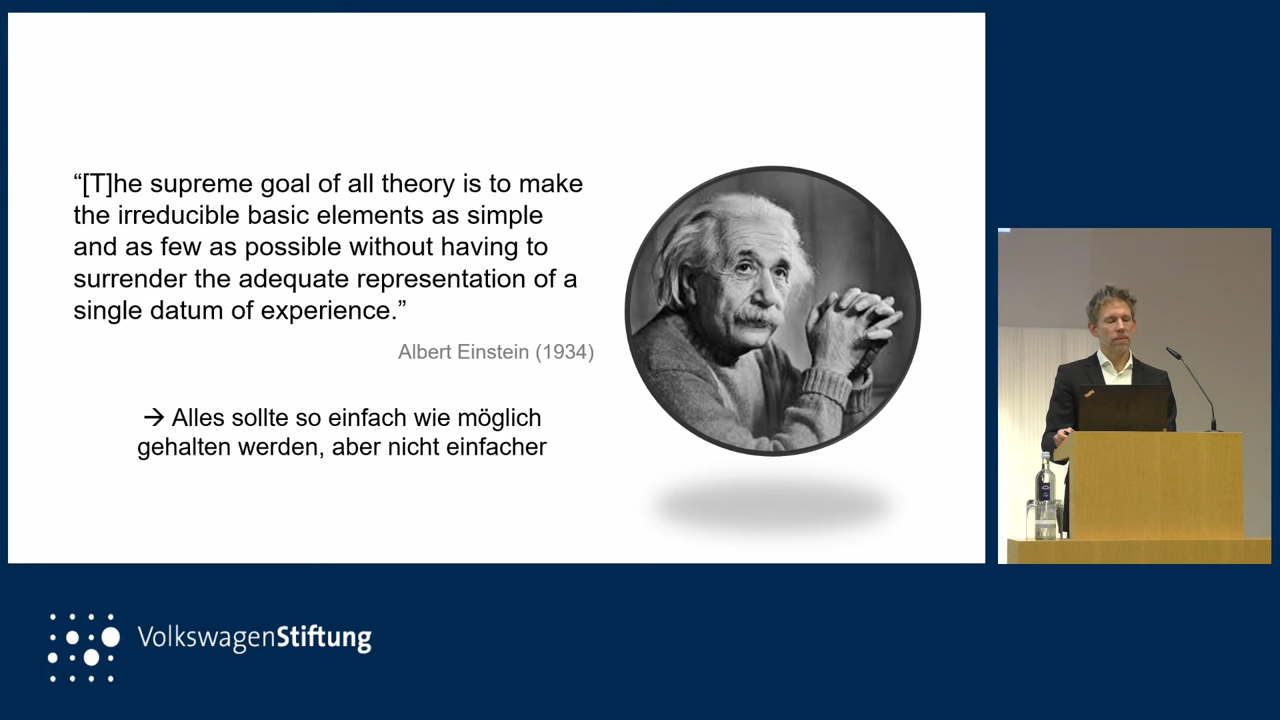 “[T]he supreme goal of all theory is to make
the irreducible basic elements as simple
and as few as possible without having to
surrender the adequate representation of a
single datum of experience.”
Albert Einstein (1934)
→ Alles sollte so einfach wie möglich
gehalten werden, aber nicht einfacher
VolkswagenStiftung